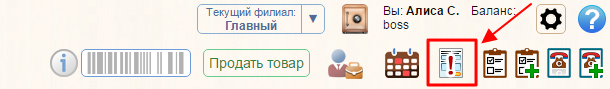 Текущий филиал:
Главный
Вы: Алиса С. Баланс:
boss
Продать товар